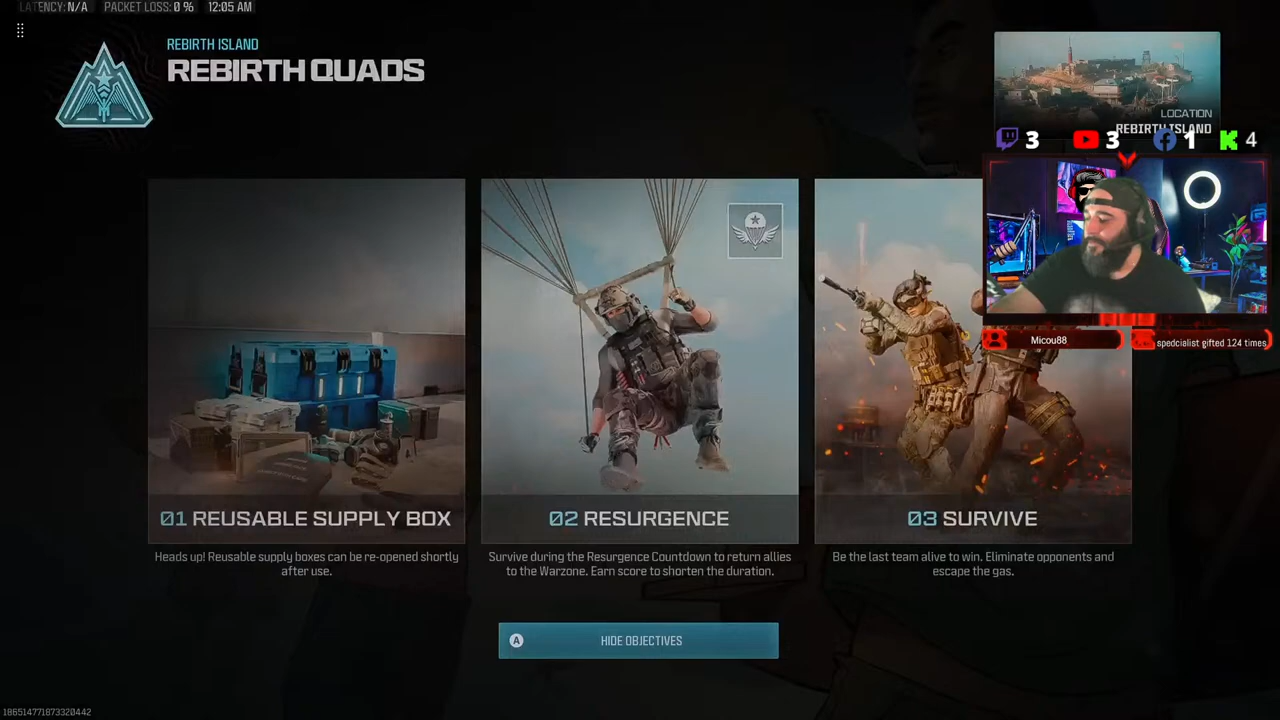 LATENCY: N/A PACKET LOSS: 0 % 12:05 AM
REBIRTH ISLAND
REBIRTH QUADS
LOCATION
REBIRTH ISLAND
3 3 1 4
Micou88
spedcialist gifted 124 times
01 REUSABLE SUPPLY BOX
Heads up! Reusable supply boxes can be re-opened shortly
after use.
02 RESURGENCE
Survive during the Resurgence Countdown to return allies
to the Warzone. Earn score to shorten the duration.
03 SURVIVE
Be the last team alive to win. Eliminate opponents and
escape the gas.
A HIDE OBJECTIVES
186514771873320442